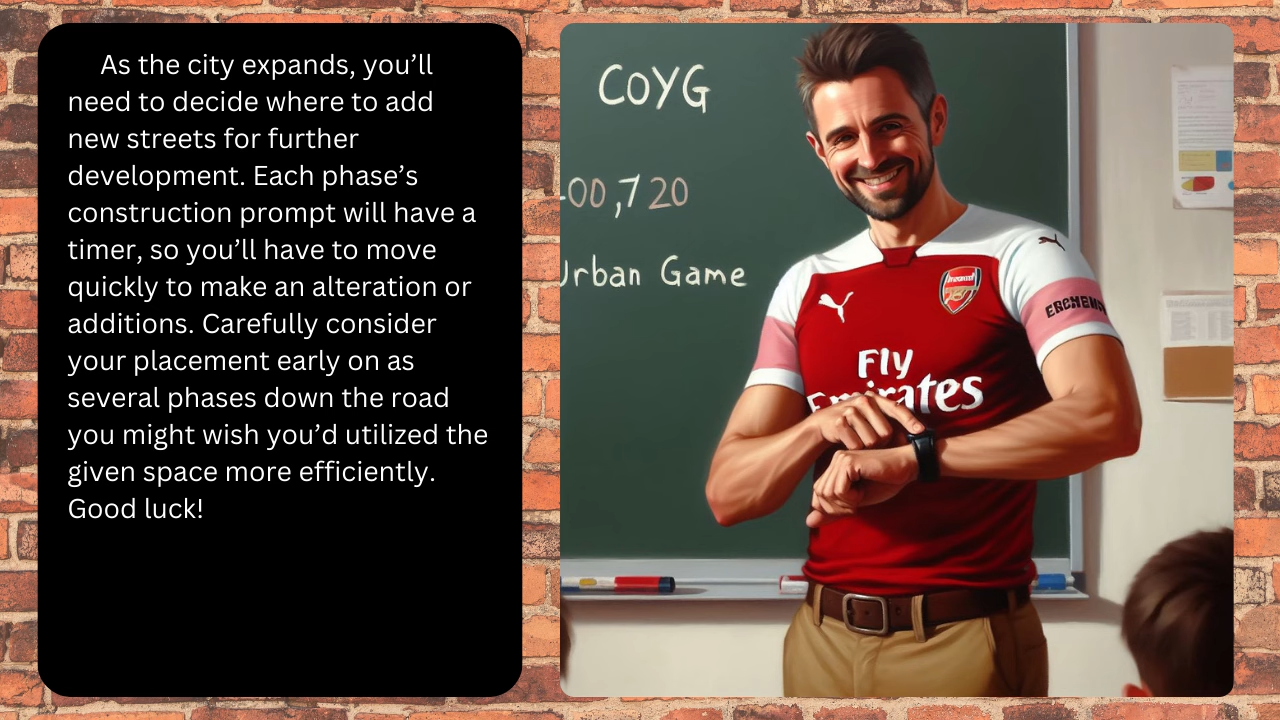 As the city expands, you’ll
need to decide where to add
new streets for further
development. Each phase’s
construction prompt will have a
timer, so you’ll have to move
quickly to make an alteration or
additions. Carefully consider
your placement early on as
several phases down the road
you might wish you’d utilized the
given space more efficiently.
Good luck!
COYG
00,720
Urban Game
Fly
Emirates